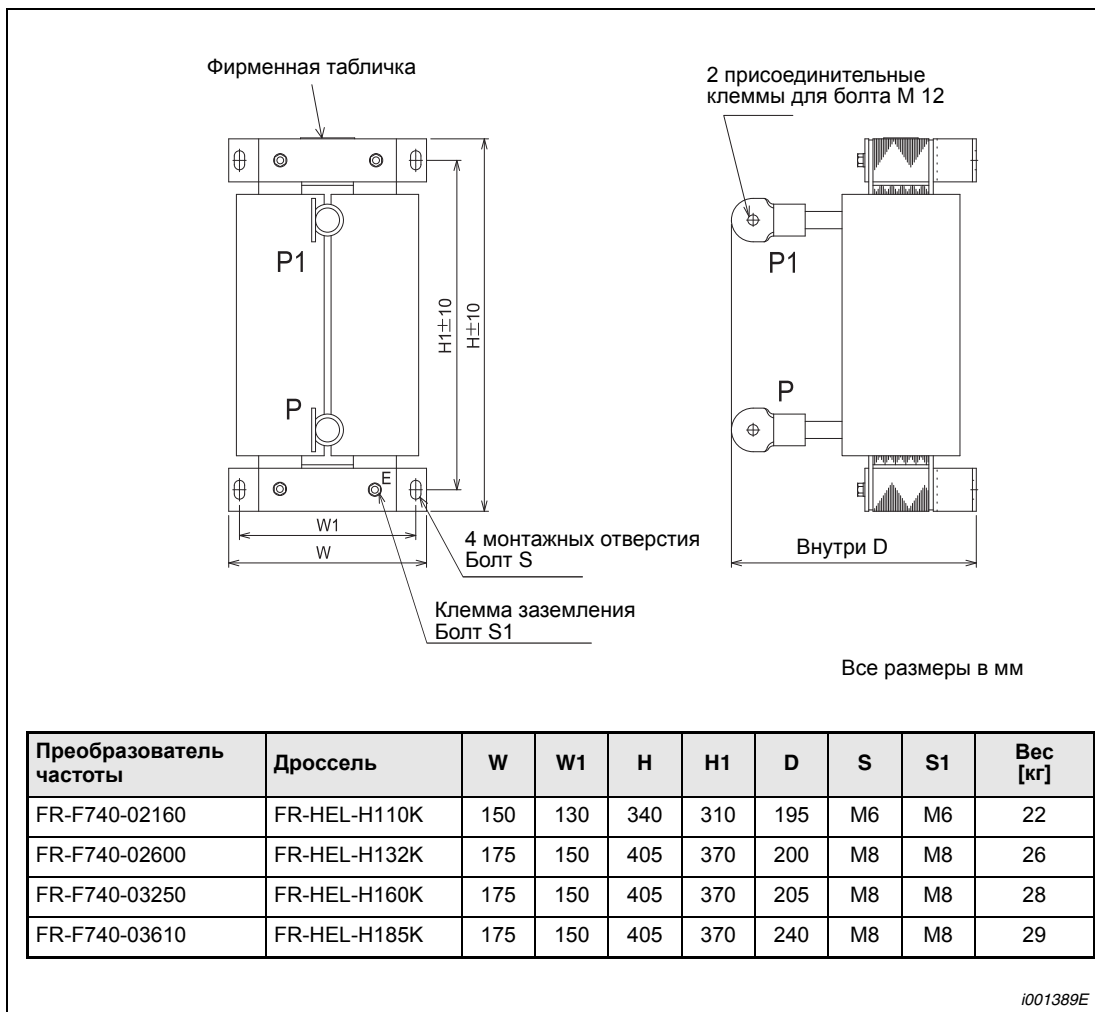 Фирменная табличка
2 присоединительные
клеммы для болта М 12
P1
P
H1±10
H±10
E
W1
W
4 монтажных отверстия
Болт S
Клемма заземления
Болт S1
P1
P
Внутри D
Все размеры в мм
Преобразователь частоты Дроссель W W1 H H1 D S S1 Вес [кг]
FR-F740-02160 FR-HEL-H110K 150 130 340 310 195 M6 M6 22
FR-F740-02600 FR-HEL-H132K 175 150 405 370 200 M8 M8 26
FR-F740-03250 FR-HEL-H160K 175 150 405 370 205 M8 M8 28
FR-F740-03610 FR-HEL-H185K 175 150 405 370 240 M8 M8 29
i001389E